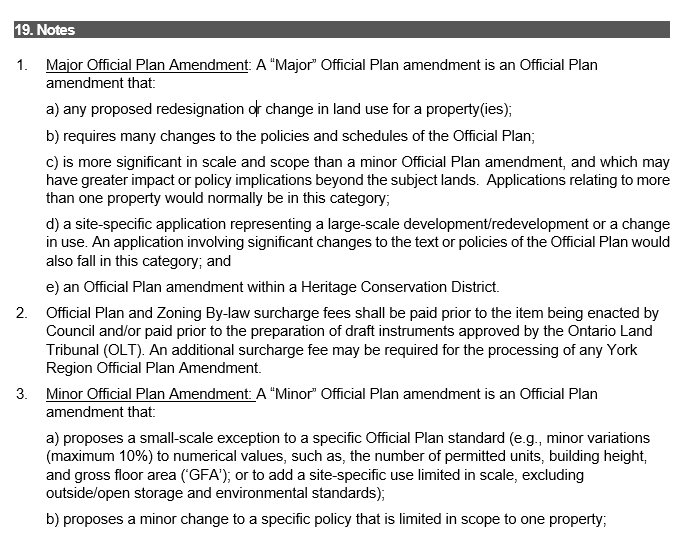 19. Notes
1. Major Official Plan Amendment: A “Major” Official Plan amendment is an Official Plan
amendment that:
a) any proposed redesignation or change in land use for a property(ies);
b) requires many changes to the policies and schedules of the Official Plan;
c) is more significant in scale and scope than a minor Official Plan amendment, and which may
have greater impact or policy implications beyond the subject lands. Applications relating to more
than one property would normally be in this category;
d) a site-specific application representing a large-scale development/redevelopment or a change
in use. An application involving significant changes to the text or policies of the Official Plan would
also fall in this category; and
e) an Official Plan amendment within a Heritage Conservation District.
2. Official Plan and Zoning By-law surcharge fees shall be paid prior to the item being enacted by
Council and/or paid prior to the preparation of draft instruments approved by the Ontario Land
Tribunal (OLT). An additional surcharge fee may be required for the processing of any York
Region Official Plan Amendment.
3. Minor Official Plan Amendment: A “Minor” Official Plan amendment is an Official Plan
amendment that:
a) proposes a small-scale exception to a specific Official Plan standard (e.g., minor variations
(maximum 10%) to numerical values, such as, the number of permitted units, building height,
and gross floor area (‘GFA’); or to add a site-specific use limited in scale, excluding
outside/open storage and environmental standards);
b) proposes a minor change to a specific policy that is limited in scope to one property;